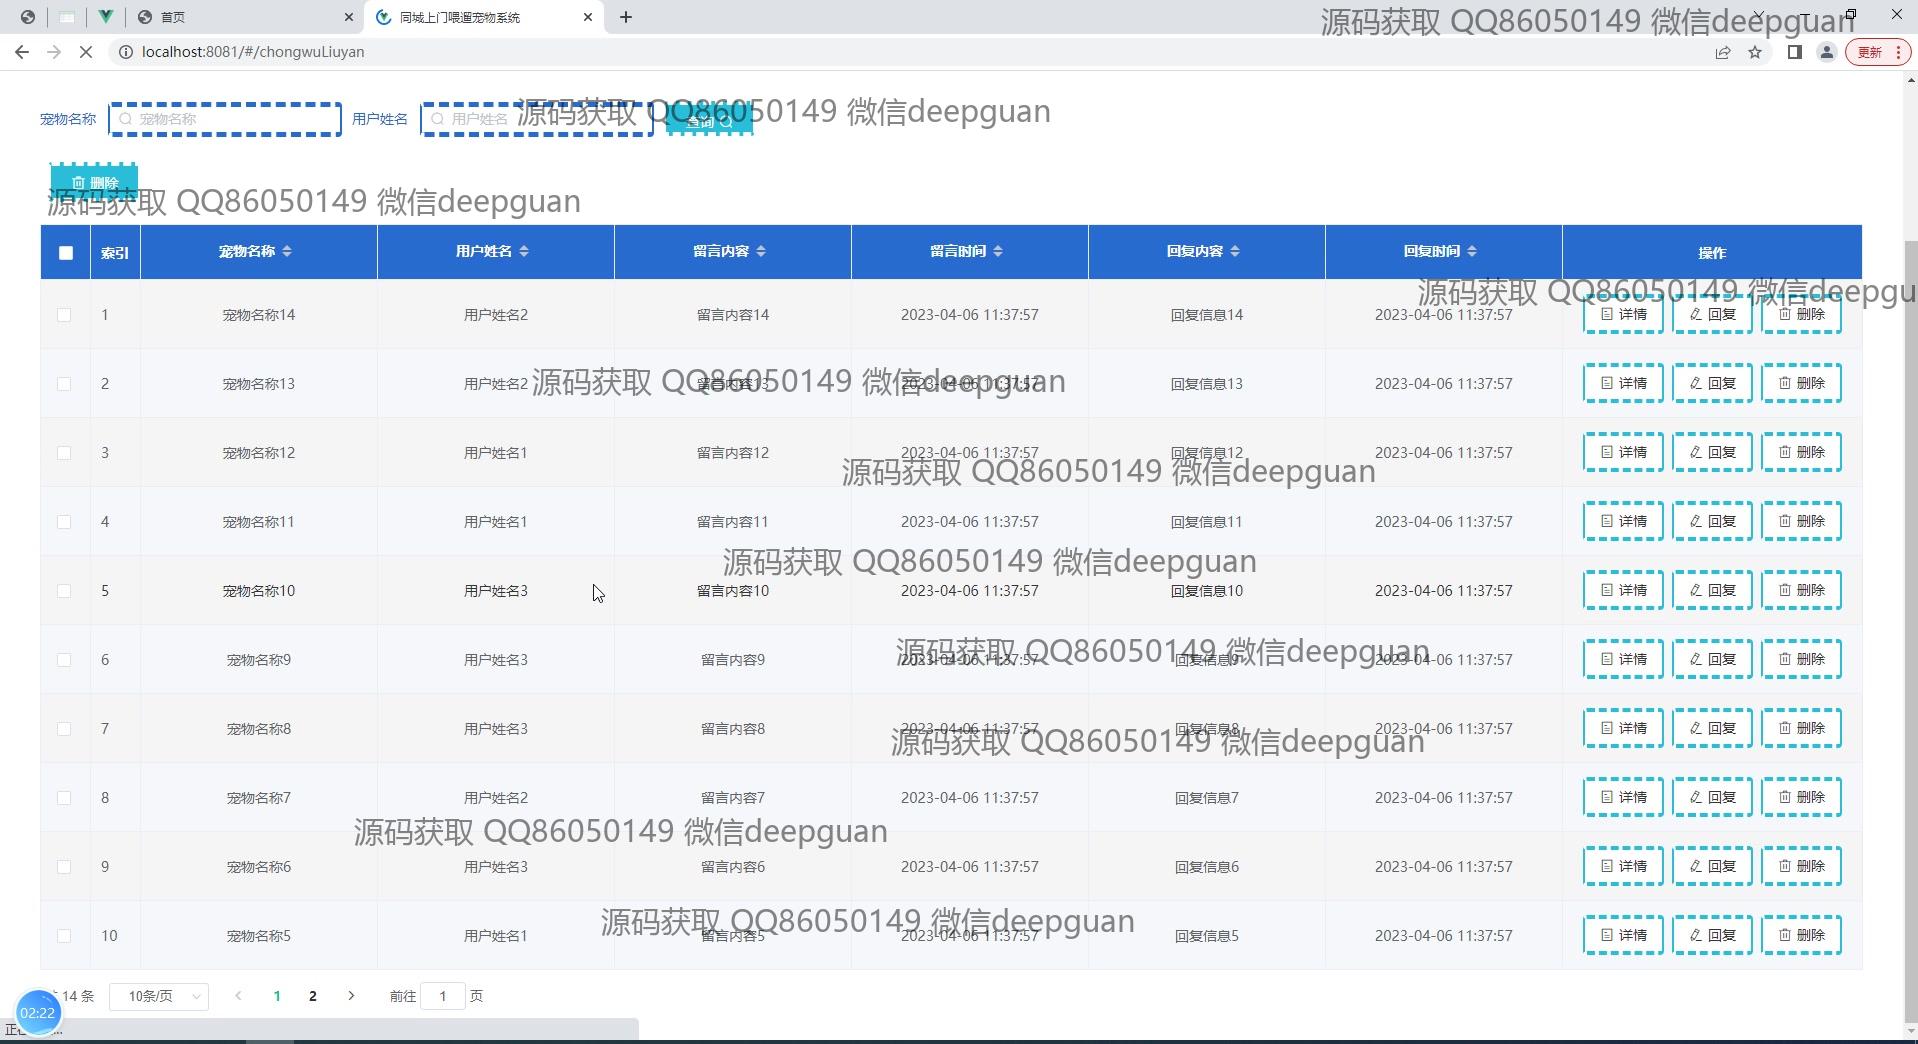 首页
同城上门喂遛宠物系统
源码获取 QQ86050149 微信deepguan
localhost:8081/#/chongwuLiuyan
更新
宠物名称 宠物名称 用户姓名 用户姓名 查询
源码获取 QQ86050149 微信deepguan
删除
源码获取 QQ86050149 微信deepguan
索引 宠物名称 用户姓名 留言内容 留言时间 回复内容 回复时间 操作
源码获取 QQ86050149 微信deepgu
1 宠物名称14 用户姓名2 留言内容14 2023-04-06 11:37:57 回复信息14 2023-04-06 11:37:57 详情 回复 删除
2 宠物名称13 用户姓名2 留言内容13 2023-04-06 11:37:57 回复信息13 2023-04-06 11:37:57 详情 回复 删除
源码获取 QQ86050149 微信deepguan
3 宠物名称12 用户姓名1 留言内容12 2023-04-06 11:37:57 回复信息12 2023-04-06 11:37:57 详情 回复 删除
源码获取 QQ86050149 微信deepguan
4 宠物名称11 用户姓名1 留言内容11 2023-04-06 11:37:57 回复信息11 2023-04-06 11:37:57 详情 回复 删除
源码获取 QQ86050149 微信deepguan
5 宠物名称10 用户姓名3 留言内容10 2023-04-06 11:37:57 回复信息10 2023-04-06 11:37:57 详情 回复 删除
源码获取 QQ86050149 微信deepguan
6 宠物名称9 用户姓名3 留言内容9 2023-04-06 11:37:57 回复信息9 2023-04-06 11:37:57 详情 回复 删除
7 宠物名称8 用户姓名3 留言内容8 2023-04-06 11:37:57 回复信息8 2023-04-06 11:37:57 详情 回复 删除
源码获取 QQ86050149 微信deepguan
8 宠物名称7 用户姓名2 留言内容7 2023-04-06 11:37:57 回复信息7 2023-04-06 11:37:57 详情 回复 删除
源码获取 QQ86050149 微信deepguan
9 宠物名称6 用户姓名3 留言内容6 2023-04-06 11:37:57 回复信息6 2023-04-06 11:37:57 详情 回复 删除
源码获取 QQ86050149 微信deepguan
10 宠物名称5 用户姓名1 留言内容5 2023-04-06 11:37:57 回复信息5 2023-04-06 11:37:57 详情 回复 删除
14 条 10条/页 1 2 前往 1 页
02:22